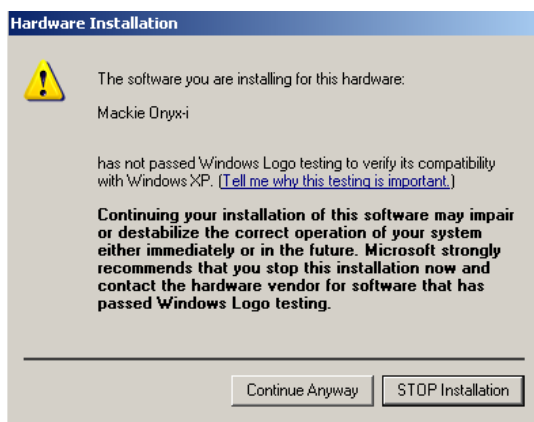 Hardware Installation
The software you are installing for this hardware:
Mackie Onyx-i
has not passed Windows Logo testing to verify its compatibility
with Windows XP. (Tell me why this testing is important.)
Continuing your installation of this software may impair
or destabilize the correct operation of your system
either immediately or in the future. Microsoft strongly
recommends that you stop this installation now and
contact the hardware vendor for software that has
passed Windows Logo testing.
Continue Anyway STOP Installation